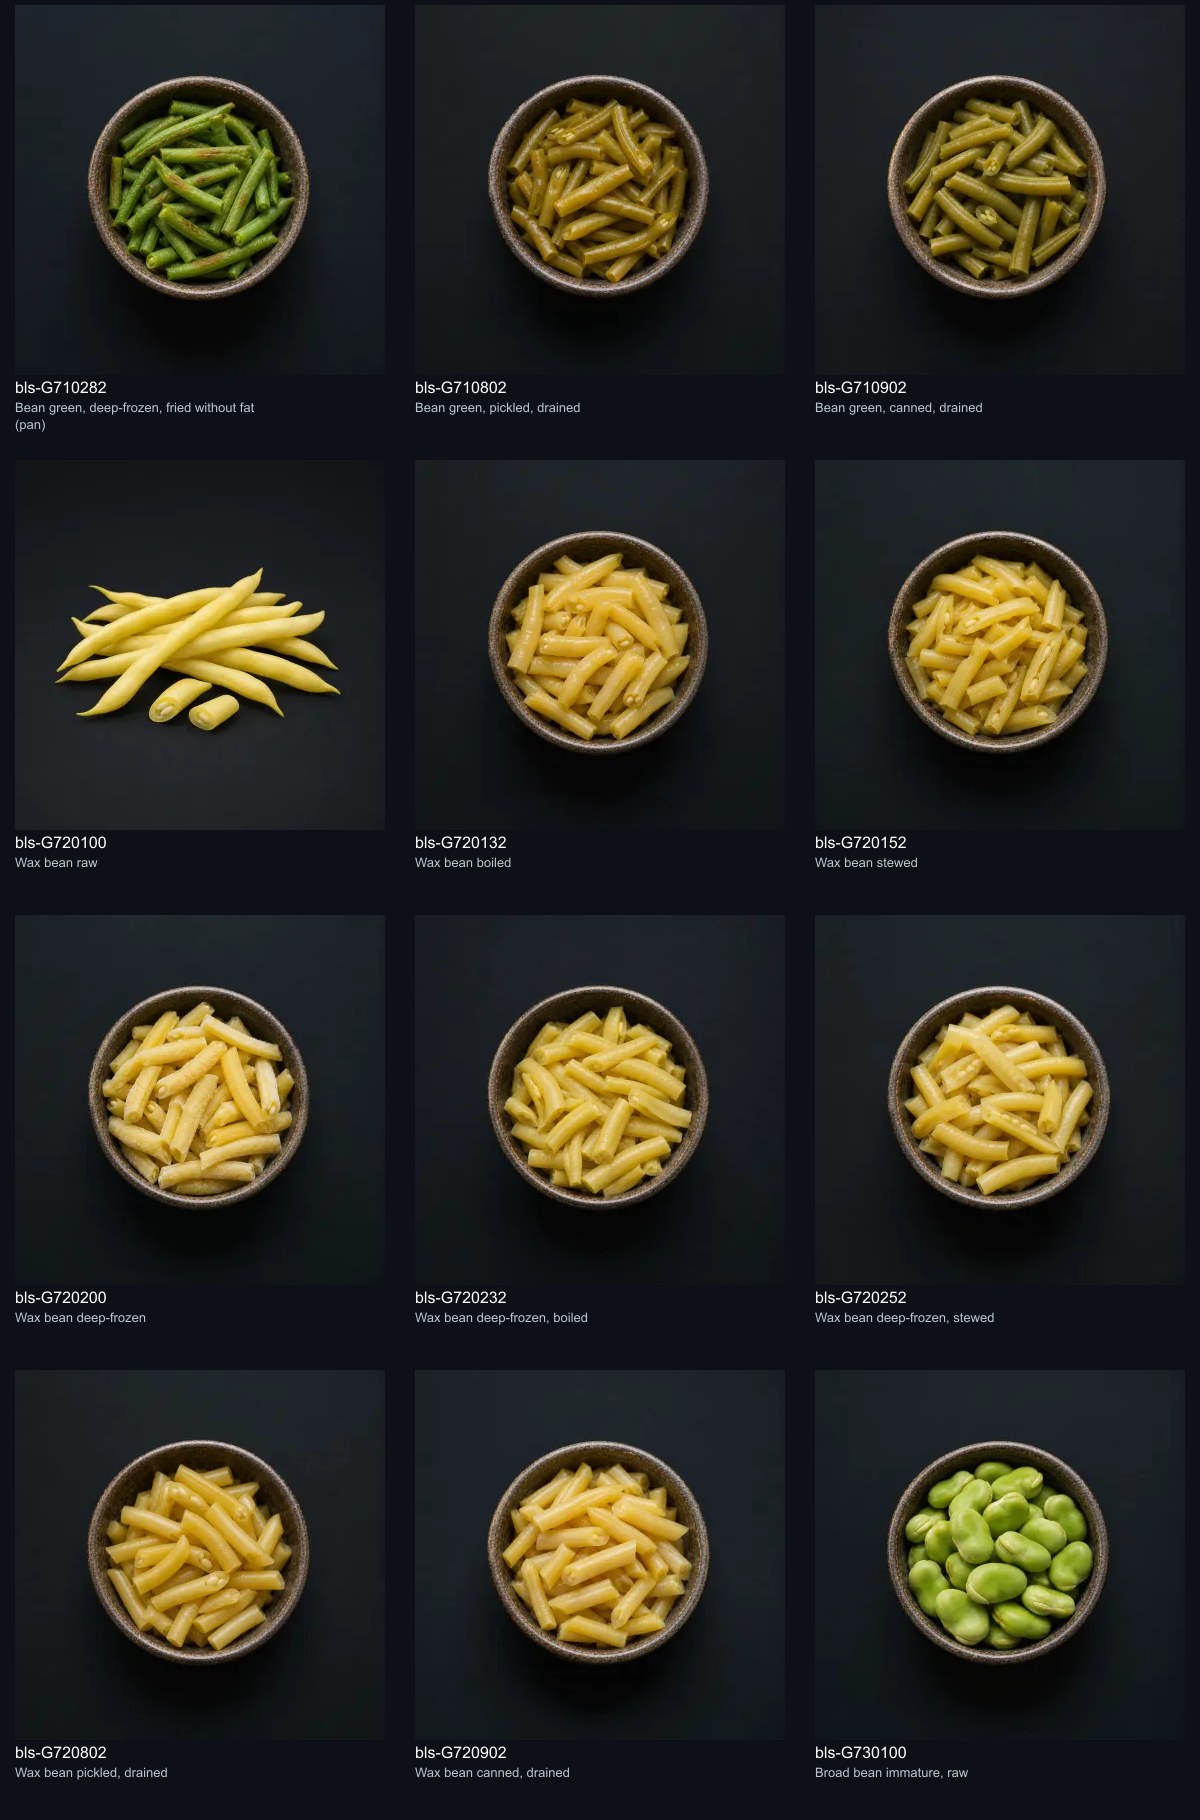 bls-G710282
Bean green, deep-frozen, fried without fat
(pan)
bls-G710802
Bean green, pickled, drained
bls-G710902
Bean green, canned, drained
bls-G720100
Wax bean raw
bls-G720132
Wax bean boiled
bls-G720152
Wax bean stewed
bls-G720200
Wax bean deep-frozen
bls-G720232
Wax bean deep-frozen, boiled
bls-G720252
Wax bean deep-frozen, stewed
bls-G720802
Wax bean pickled, drained
bls-G720902
Wax bean canned, drained
bls-G730100
Broad bean immature, raw